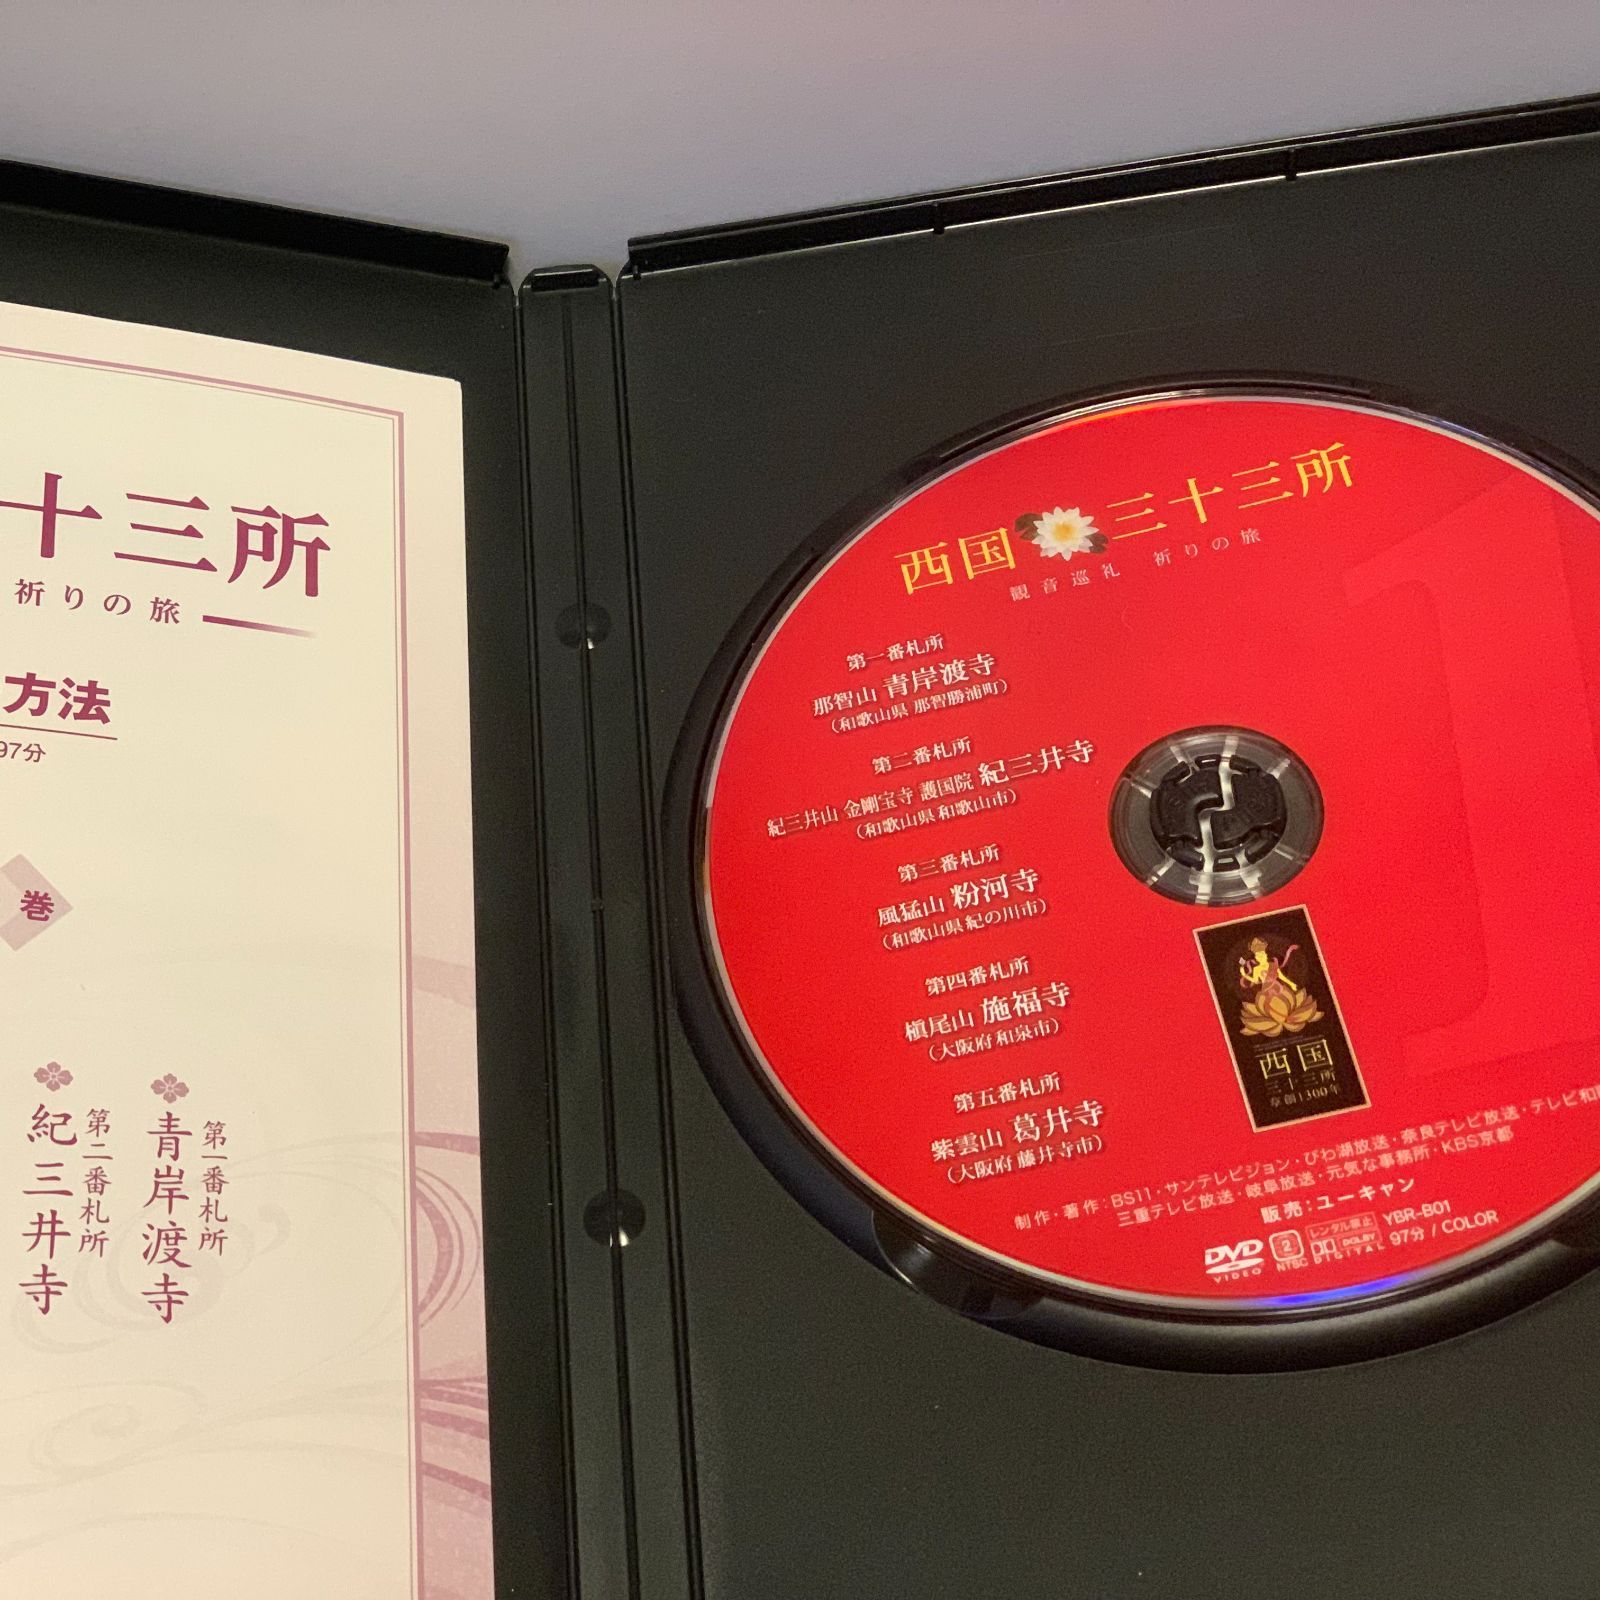 十三所
祈りの旅
方法
97分
巻
第一番札所
青岸渡寺
第二番札所
紀三井寺
西国三十三所
観音巡礼 祈りの旅
1
第一番札所
那智山 青岸渡寺
（和歌山県 那智勝浦町）
第二番札所
紀三井山 金剛宝寺 護国院 紀三井寺
（和歌山県 和歌山市）
第三番札所
風猛山 粉河寺
（和歌山県 紀の川市）
第四番札所
槇尾山 施福寺
（大阪府 和泉市）
第五番札所
紫雲山 葛井寺
（大阪府 藤井寺市）
西国
三十三所
草創1300年
制作・著作：BS11・サンテレビジョン・びわ湖放送・奈良テレビ放送・テレビ和
三重テレビ放送・岐阜放送・元気な事務所・KBS京都
販売：ユーキャン
DVD VIDEO
2 NTSC
レンタル禁止
DOLBY DIGITAL
YBR-B01
97分 / COLOR